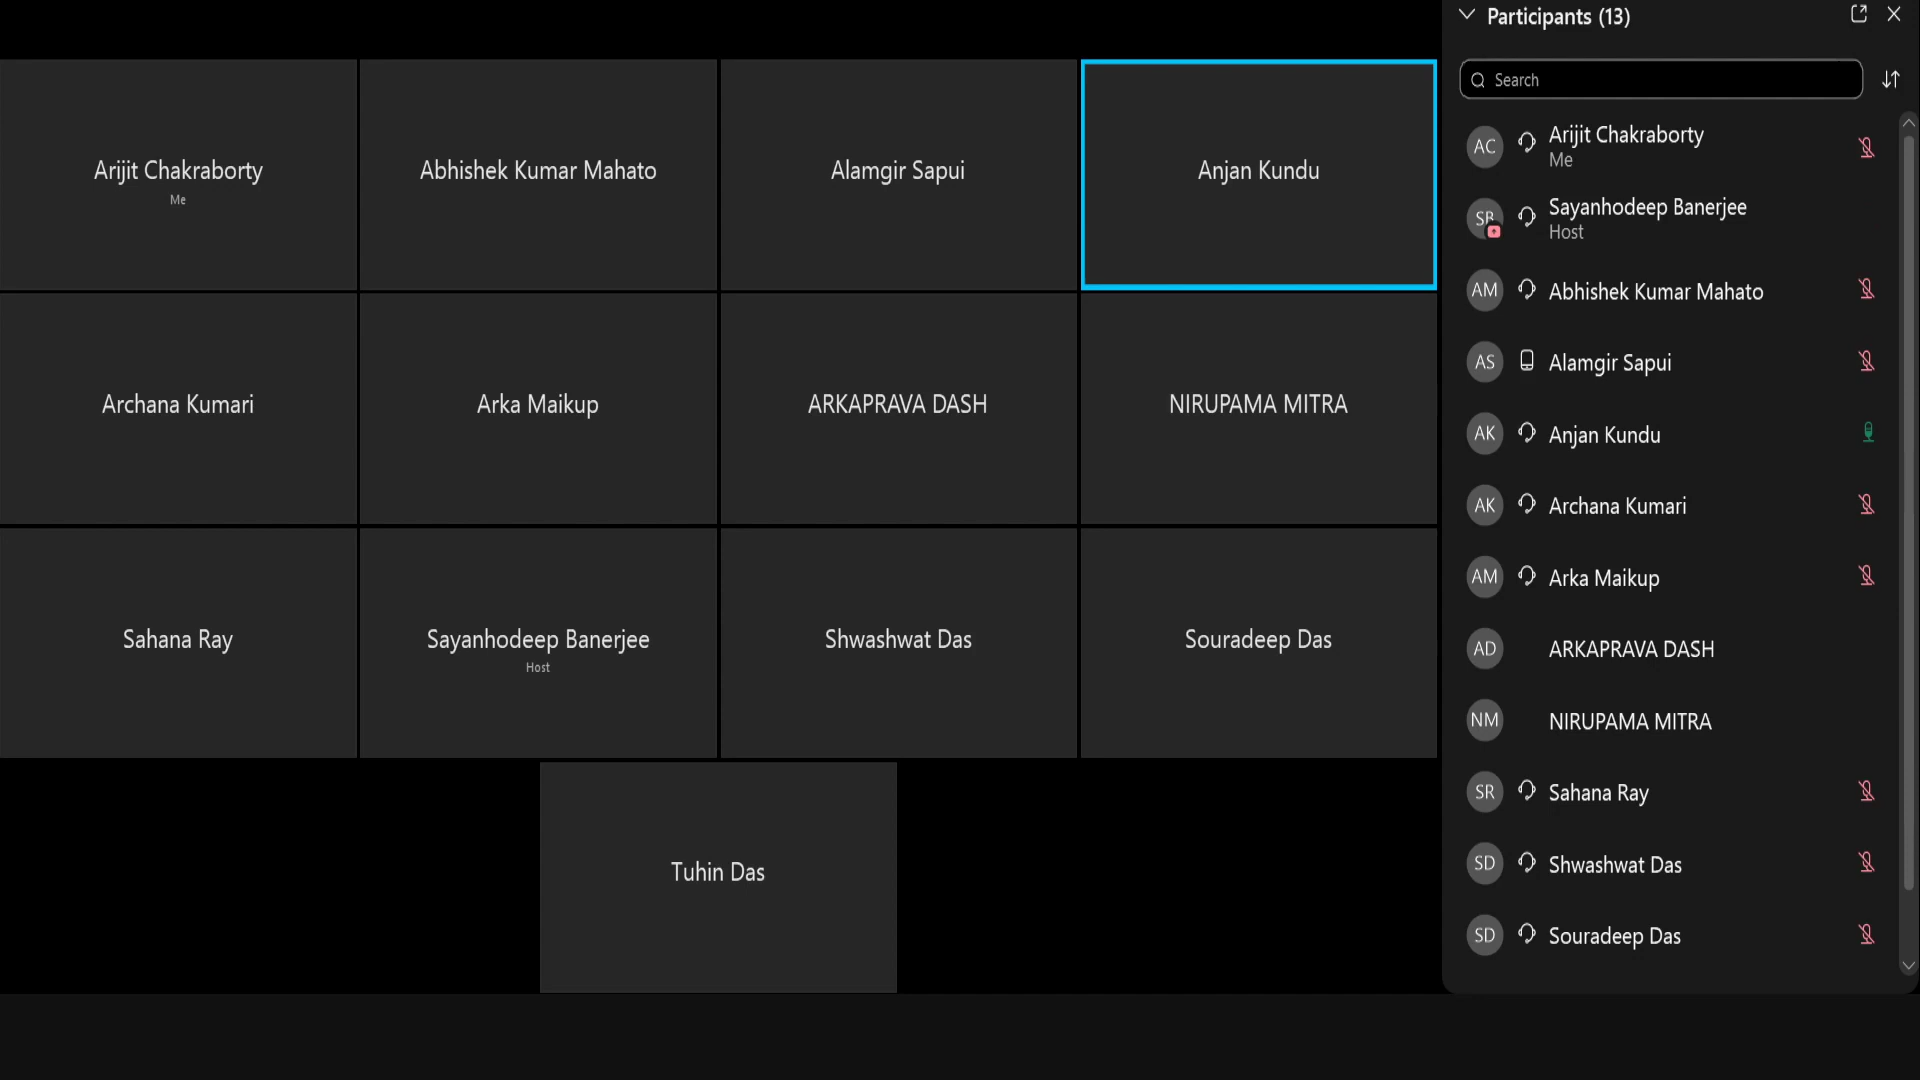 Participants (13)
Search
Arijit Chakraborty
Me
Abhishek Kumar Mahato
Alamgir Sapui
Anjan Kundu
Archana Kumari
Arka Maikup
ARKAPRAVA DASH
NIRUPAMA MITRA
Sahana Ray
Sayanhodeep Banerjee
Host
Shwashwat Das
Souradeep Das
Tuhin Das
AC
Arijit Chakraborty
Me
SB
Sayanhodeep Banerjee
Host
AM
Abhishek Kumar Mahato
AS
Alamgir Sapui
AK
Anjan Kundu
AK
Archana Kumari
AM
Arka Maikup
AD
ARKAPRAVA DASH
NM
NIRUPAMA MITRA
SR
Sahana Ray
SD
Shwashwat Das
SD
Souradeep Das